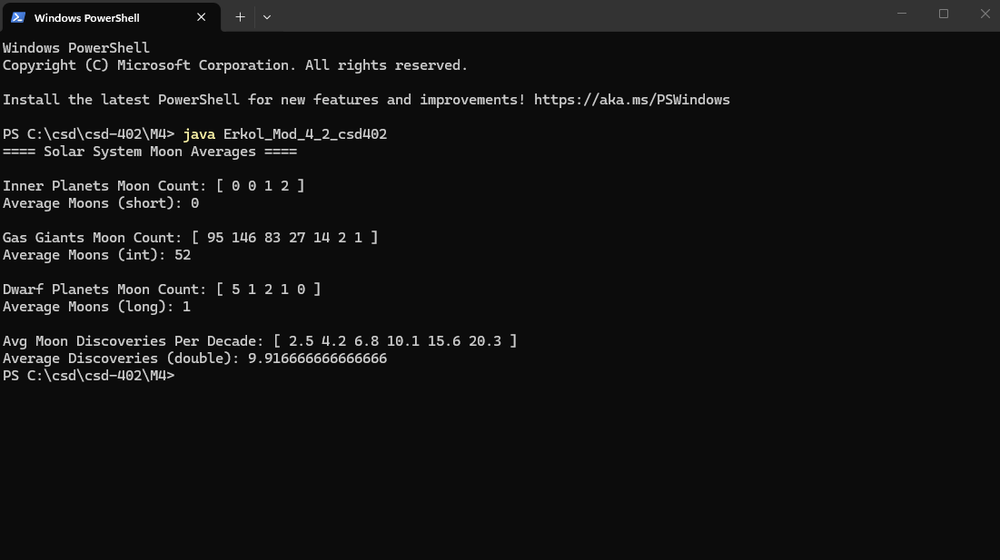 Windows PowerShell
Windows PowerShell
Copyright (C) Microsoft Corporation. All rights reserved.
Install the latest PowerShell for new features and improvements! https://aka.ms/PSWindows
PS C:\csd\csd-402\M4> java Erkol_Mod_4_2_csd402
==== Solar System Moon Averages ====
Inner Planets Moon Count: [ 0 0 1 2 ]
Average Moons (short): 0
Gas Giants Moon Count: [ 95 146 83 27 14 2 1 ]
Average Moons (int): 52
Dwarf Planets Moon Count: [ 5 1 2 1 0 ]
Average Moons (long): 1
Avg Moon Discoveries Per Decade: [ 2.5 4.2 6.8 10.1 15.6 20.3 ]
Average Discoveries (double): 9.916666666666666
PS C:\csd\csd-402\M4>